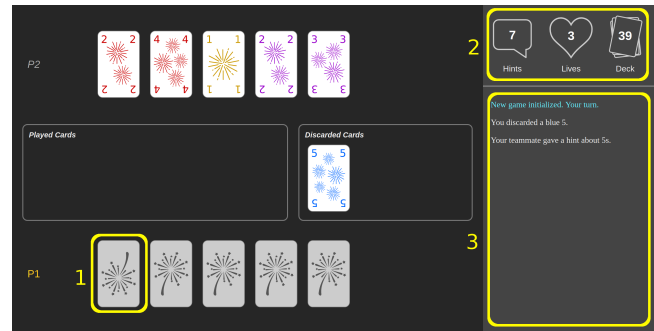 P2
2 2 4 4 1 1 2 2 3 3
2 2 4 4 1 1 2 2 3 3
2
7 3 39
Hints Lives Deck
Played Cards
Discarded Cards
5 5
5 5
New game initialized. Your turn.
You discarded a blue 5.
Your teammate gave a hint about 5s.
3
P1
1